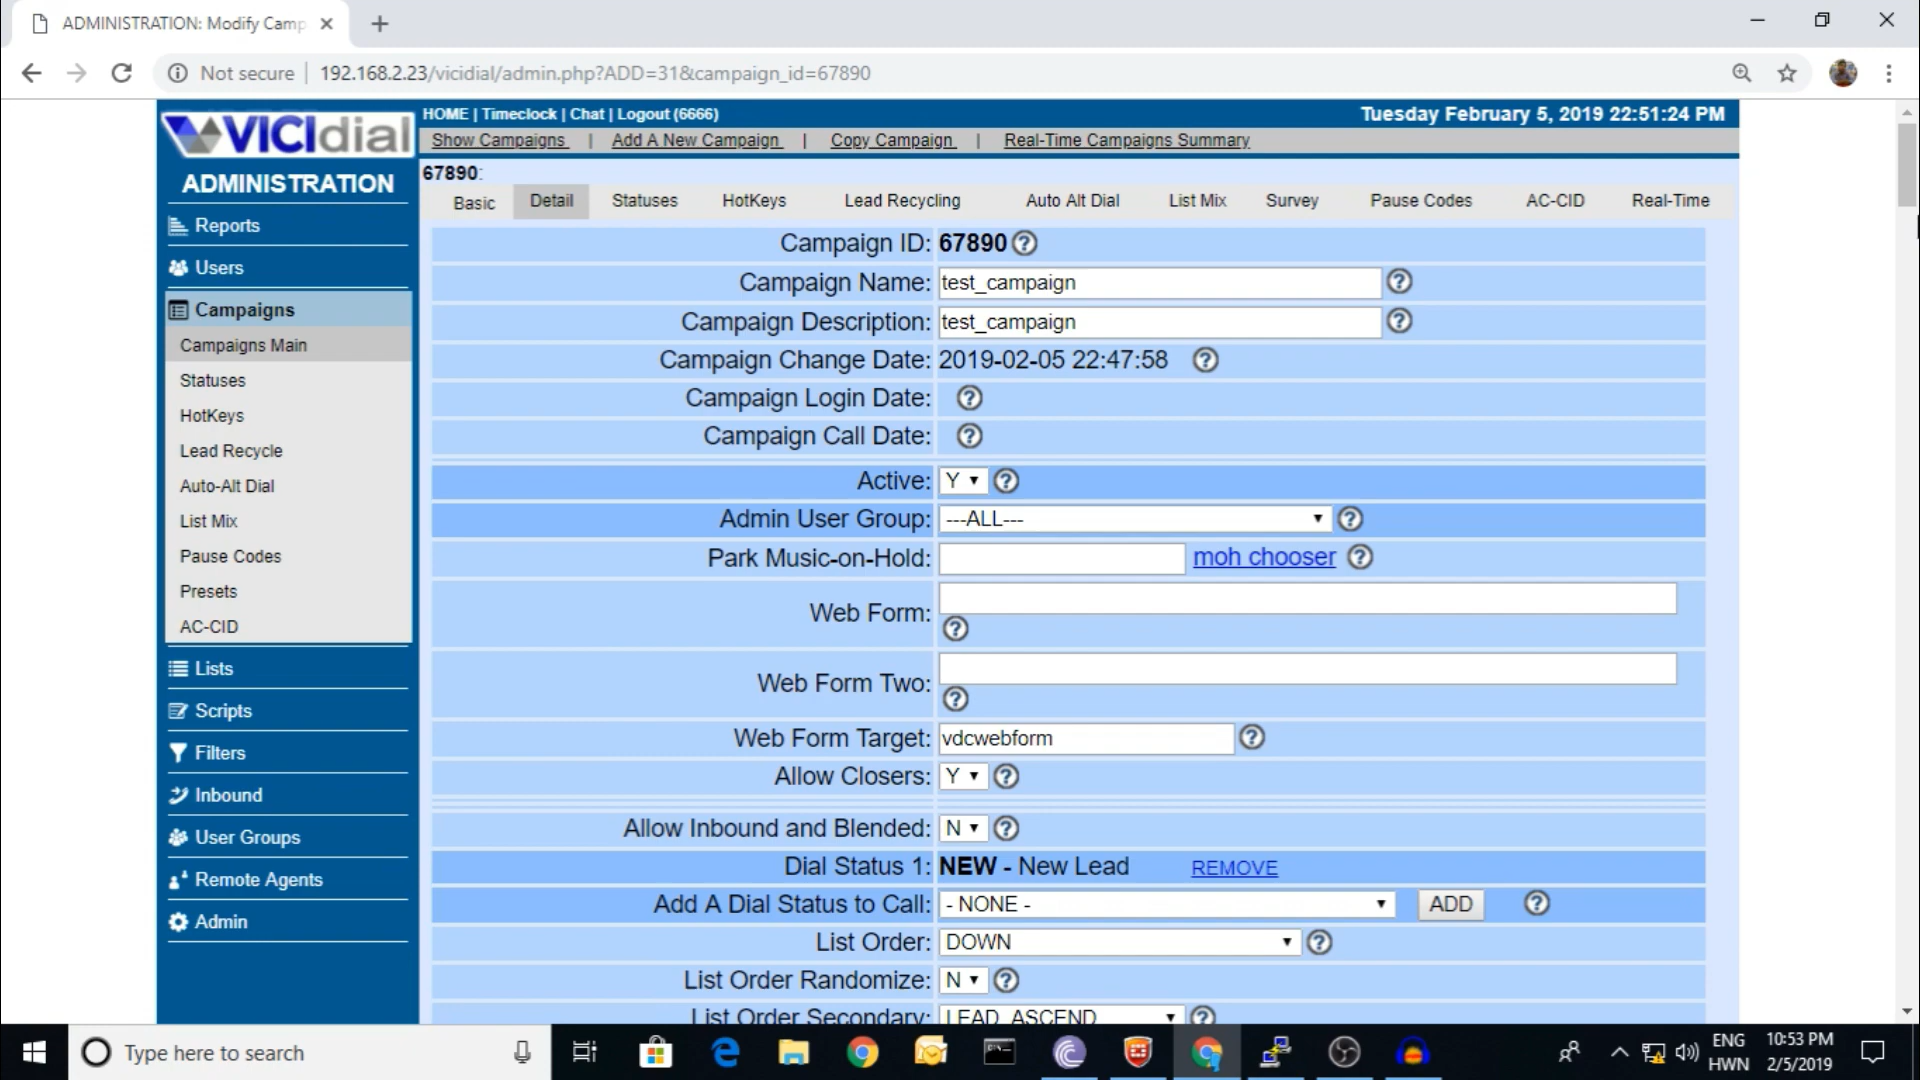 ADMINISTRATION: Modify Camp
Not secure
192.168.2.23/vicidial/admin.php?ADD=31&campaign_id=67890
VICIdial
HOME | Timeclock | Chat | Logout (6666)
Tuesday February 5, 2019 22:51:24 PM
Show Campaigns | Add A New Campaign | Copy Campaign | Real-Time Campaigns Summary
ADMINISTRATION
Reports
Users
Campaigns
Campaigns Main
Statuses
HotKeys
Lead Recycle
Auto-Alt Dial
List Mix
Pause Codes
Presets
AC-CID
Lists
Scripts
Filters
Inbound
User Groups
Remote Agents
Admin
67890:
Basic Detail Statuses HotKeys Lead Recycling Auto Alt Dial List Mix Survey Pause Codes AC-CID Real-Time
Campaign ID: 67890
Campaign Name: test_campaign
Campaign Description: test_campaign
Campaign Change Date: 2019-02-05 22:47:58
Campaign Login Date:
Campaign Call Date:
Active: Y
Admin User Group: ---ALL---
Park Music-on-Hold: moh chooser
Web Form:
Web Form Two:
Web Form Target: vdcwebform
Allow Closers: Y
Allow Inbound and Blended: N
Dial Status 1: NEW - New Lead REMOVE
Add A Dial Status to Call: - NONE - ADD
List Order: DOWN
List Order Randomize: N
List Order Secondary: LEAD_ASCEND
Type here to search
ENG
HWN
10:53 PM
2/5/2019